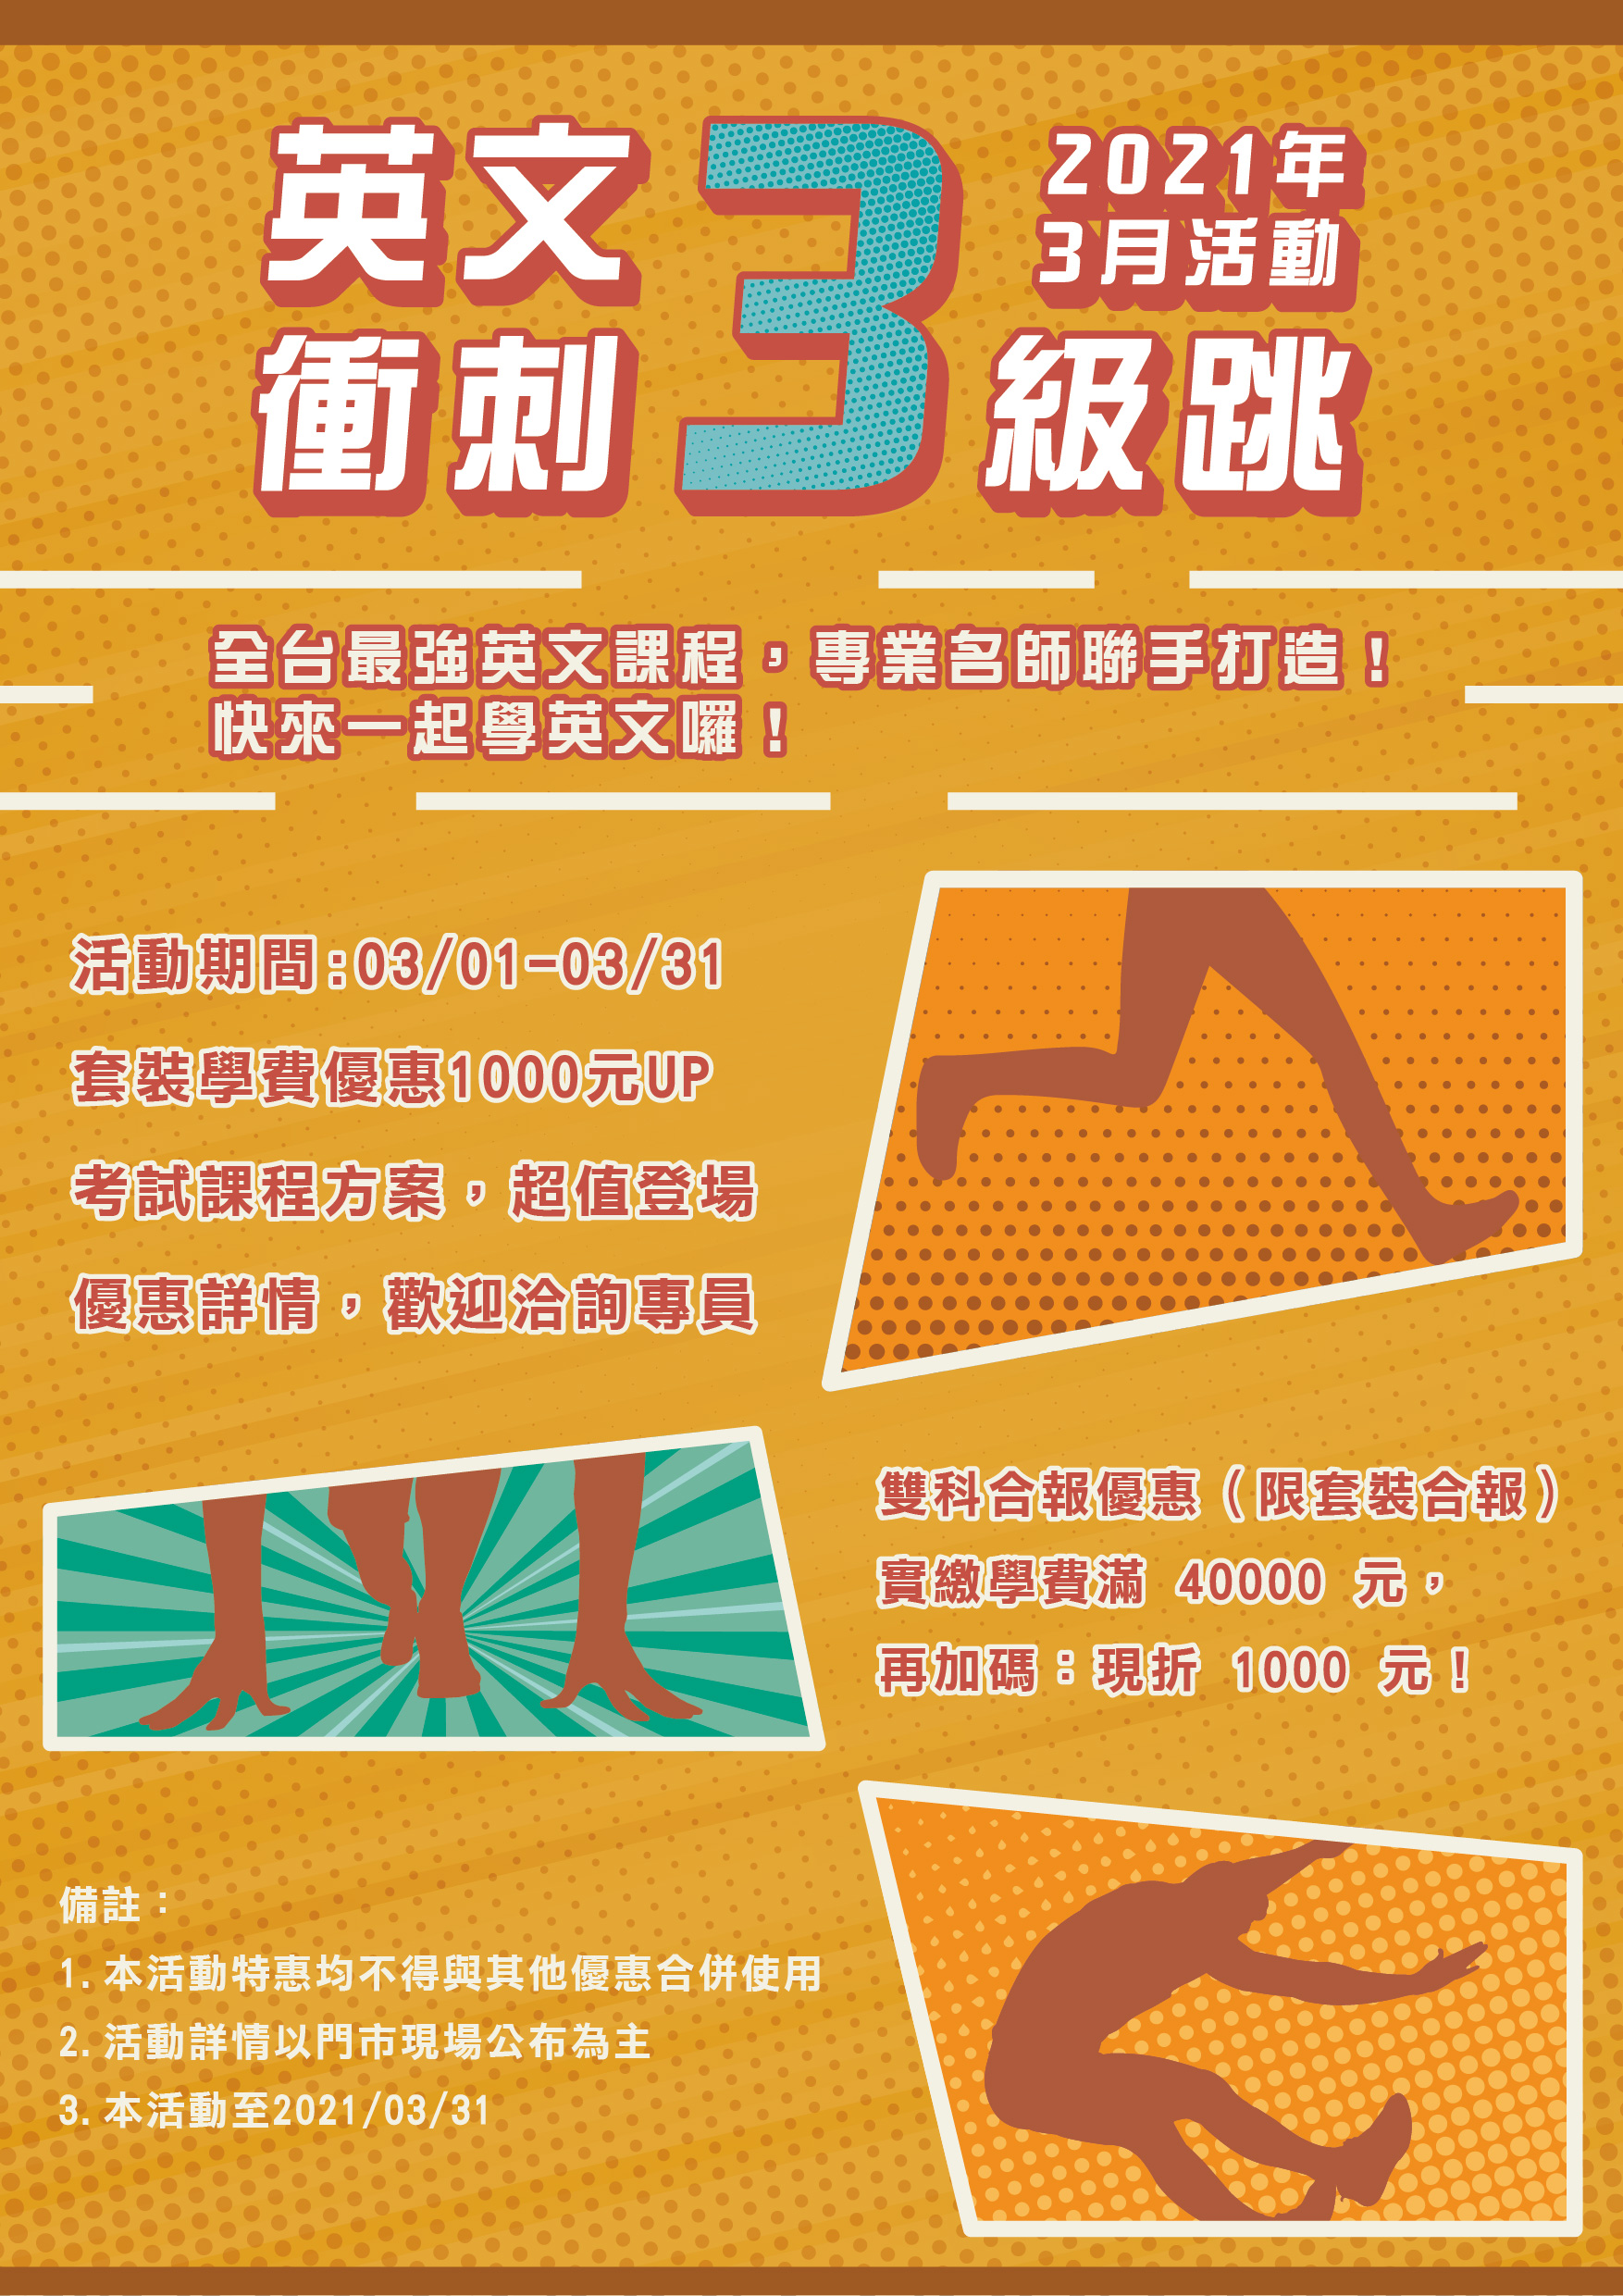 英文
衝刺3級跳
2021年
3月活動
全台最強英文課程，專業名師聯手打造！
快來一起學英文囉！
活動期間:03/01-03/31
套裝學費優惠1000元UP
考試課程方案，超值登場
優惠詳情，歡迎洽詢專員
雙科合報優惠（限套裝合報）
實繳學費滿 40000 元，
再加碼：現折 1000 元！
備註：
1. 本活動特惠均不得與其他優惠合併使用
2. 活動詳情以門市現場公布為主
3. 本活動至2021/03/31